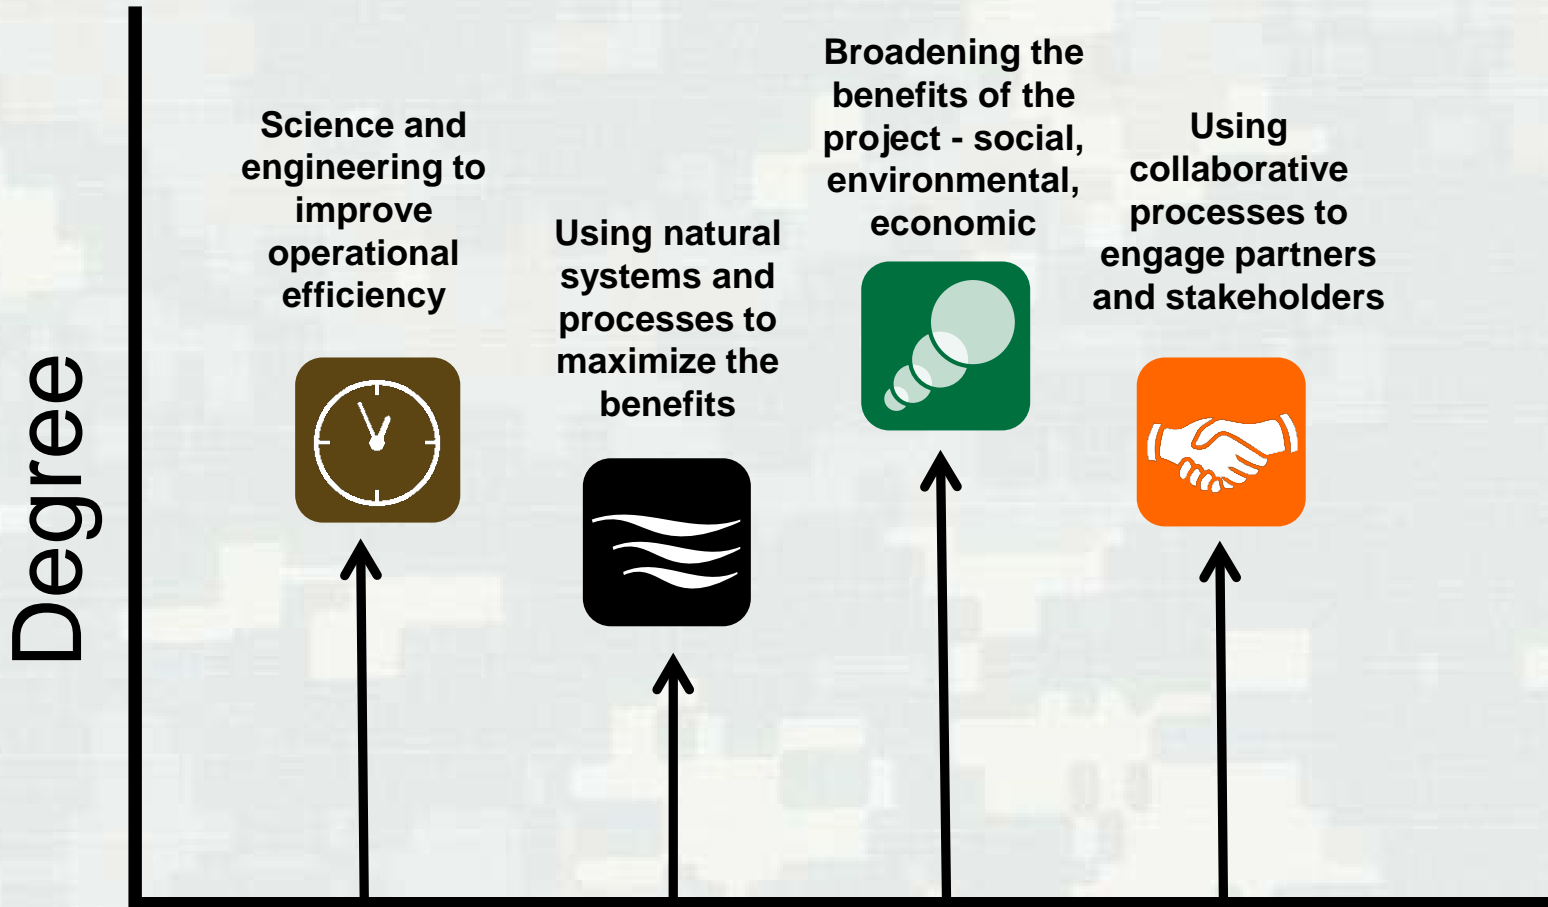 Degree
Science and
engineering to
improve
operational
efficiency
Using natural
systems and
processes to
maximize the
benefits
Broadening the
benefits of the
project - social,
environmental,
economic
Using
collaborative
processes to
engage partners
and stakeholders